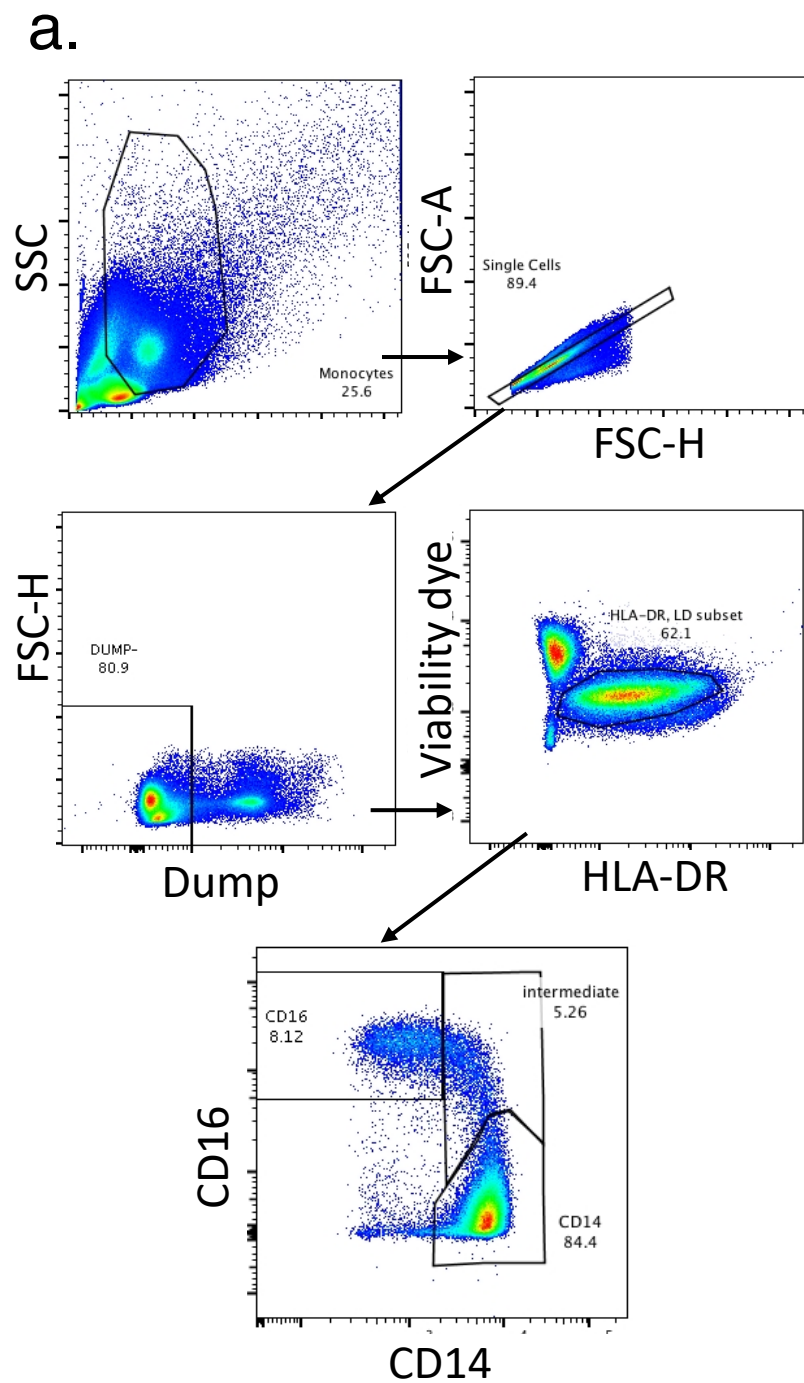 a.
SSC
Monocytes
25.6
FSC-A
Single Cells
89.4
FSC-H
FSC-H
DUMP-
80.9
Dump
Viability dye
HLA-DR, LD subset
62.1
HLA-DR
CD16
CD16
8.12
intermediate
5.26
CD14
84.4
CD14